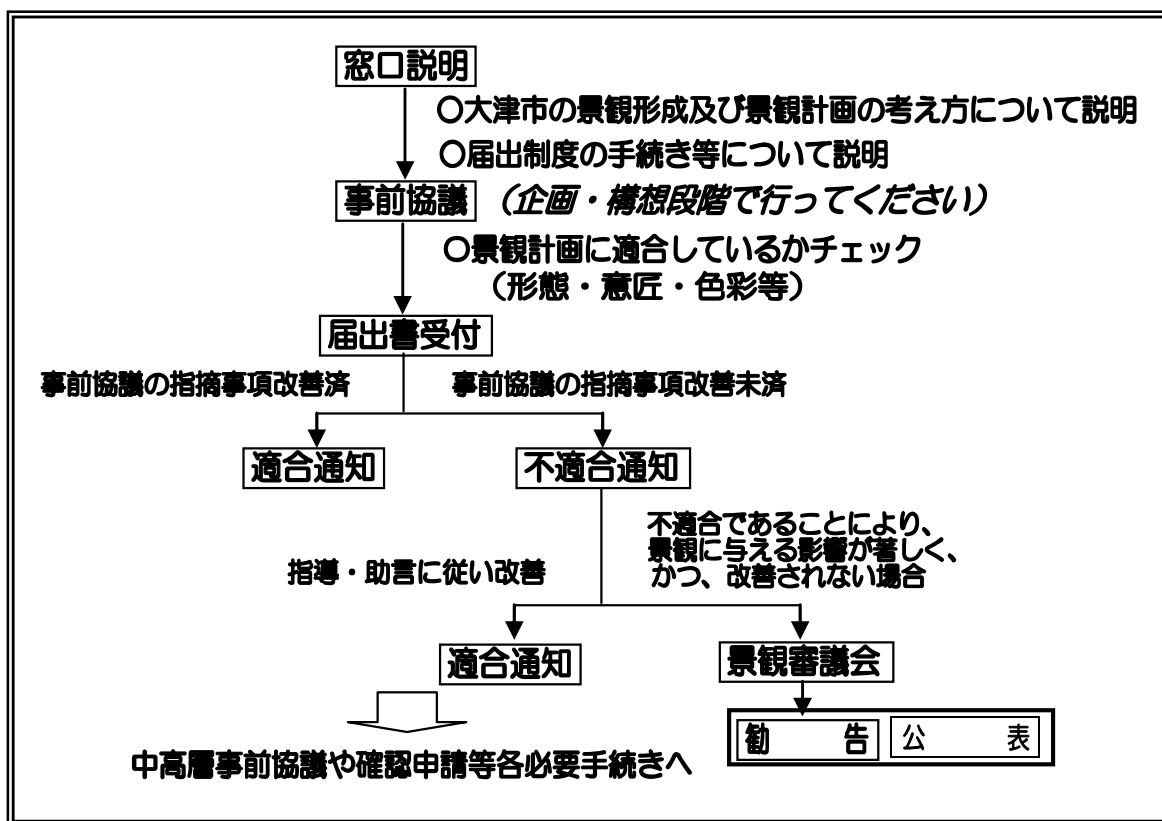 窓口説明
○大津市の景観形成及び景観計画の考え方について説明
○届出制度の手続き等について説明
事前協議 (企画・構想段階で行ってください)
○景観計画に適合しているかチェック
(形態・意匠・色彩等)
届出書受付
事前協議の指摘事項改善済 事前協議の指摘事項改善未済
適合通知 不適合通知
不適合であることにより、
景観に与える影響が著しく、
かつ、改善されない場合
指導・助言に従い改善
適合通知 景観審議会
勧 告 公 表
中高層事前協議や確認申請等各必要手続きへ